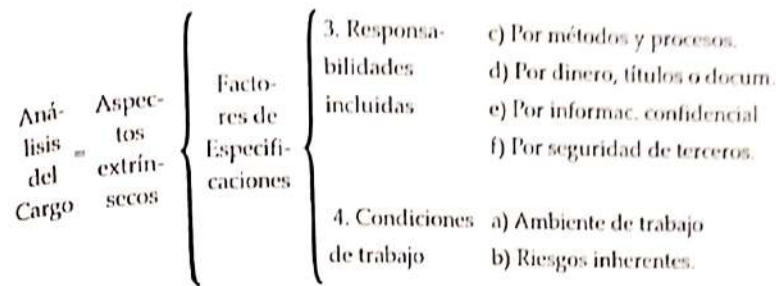 Aná-
lisis
del
Cargo
=
Aspec-
tos
extrín-
secos
Facto-
res de
Especifi-
caciones
3. Responsa-
bilidades
incluidas
c) Por métodos y procesos.
d) Por dinero, títulos o docum.
e) Por informac. confidencial
f) Por seguridad de terceros.
4. Condiciones
de trabajo
a) Ambiente de trabajo
b) Riesgos inherentes.